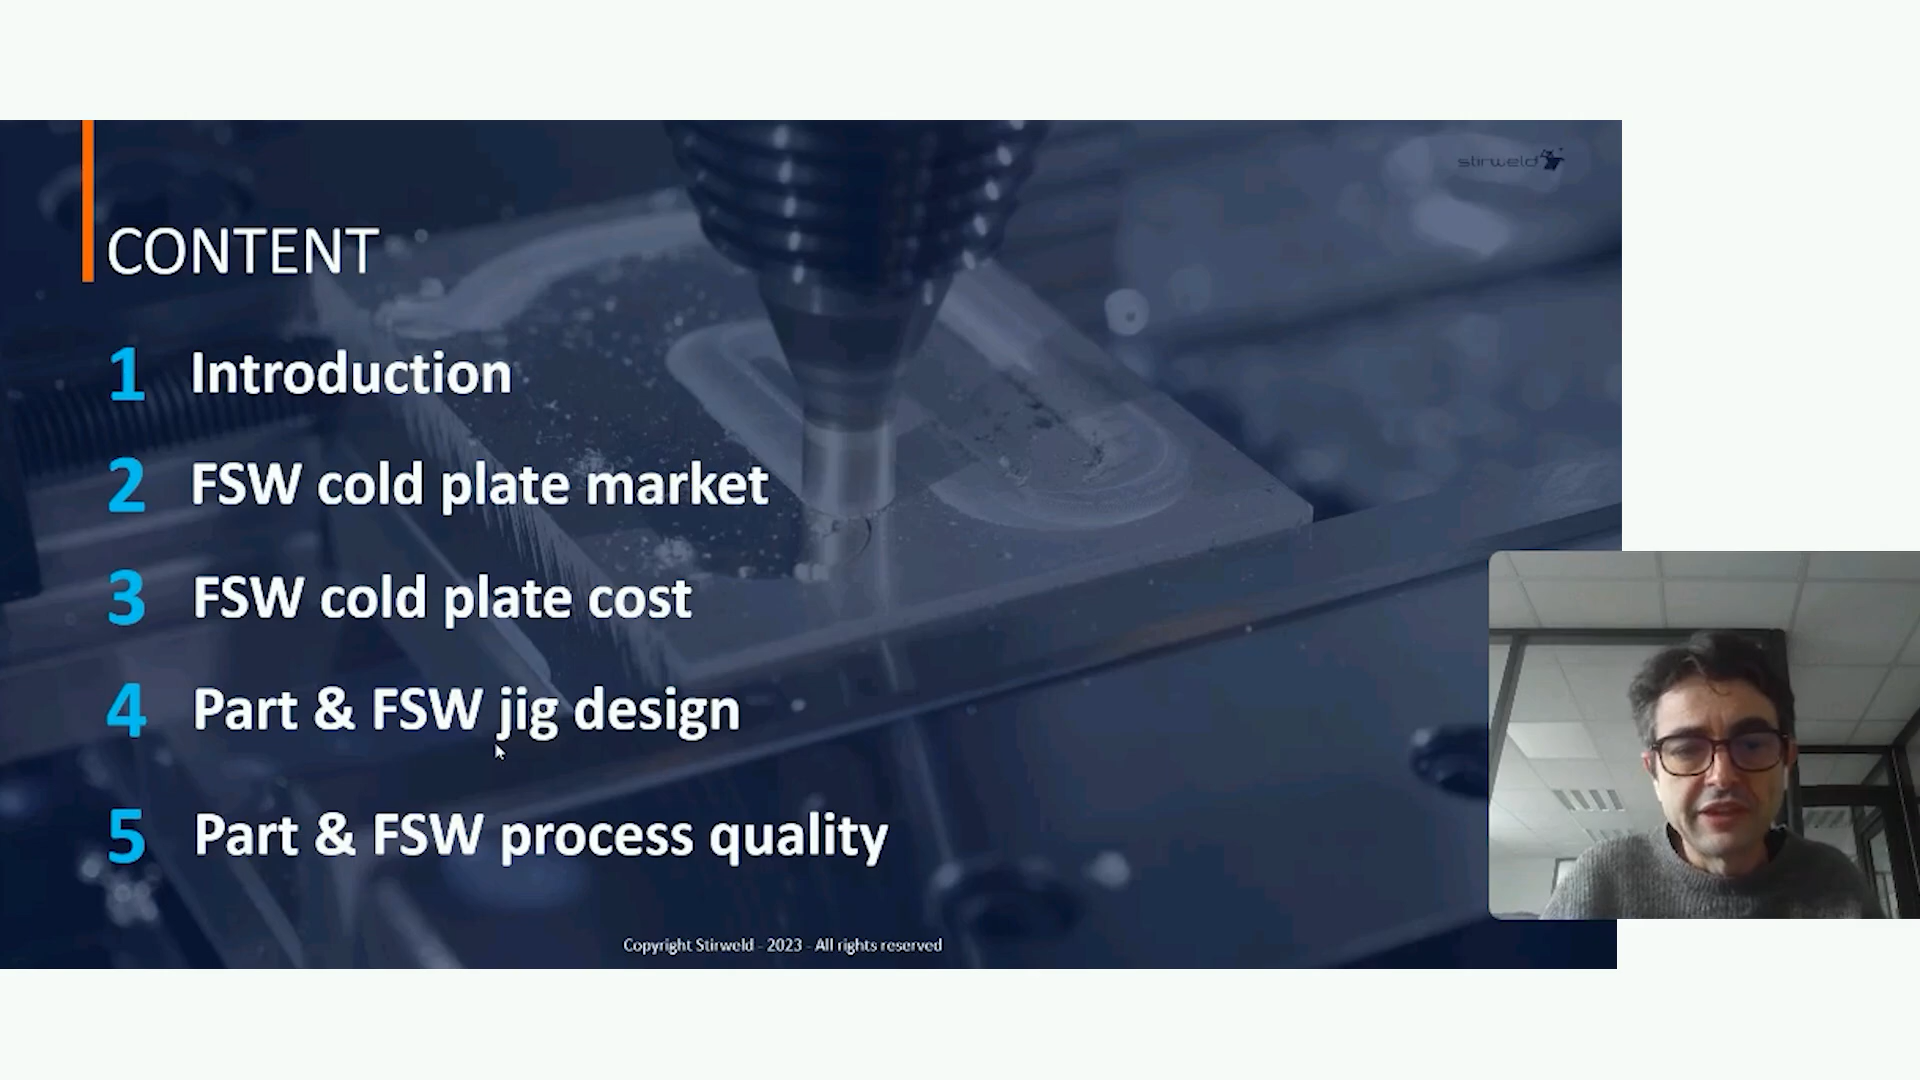 stirweld
CONTENT
1 Introduction
2 FSW cold plate market
3 FSW cold plate cost
4 Part & FSW jig design
5 Part & FSW process quality
Copyright Stirweld - 2023 - All rights reserved